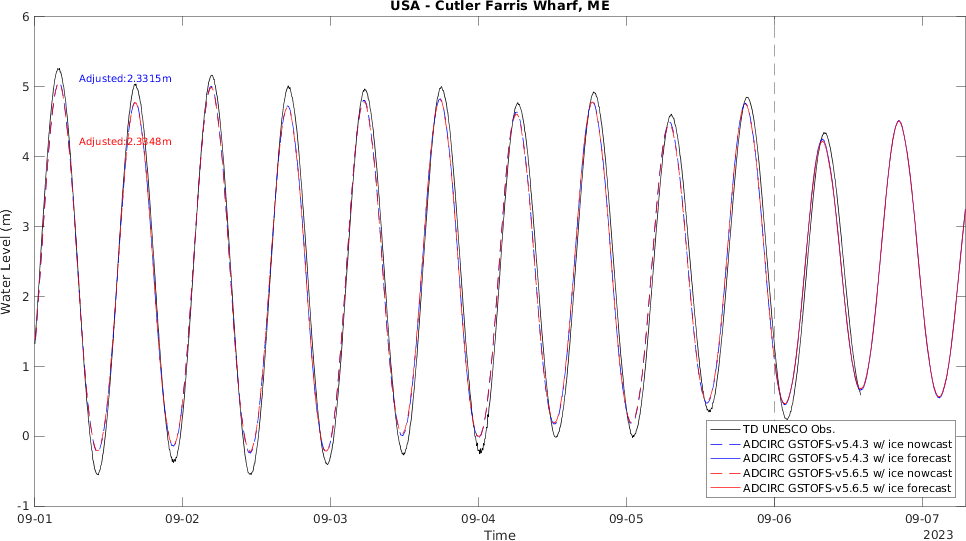 USA - Cutler Farris Wharf, ME
6
5
4
3
2
1
0
-1
Water Level (m)
Adjusted:2.3315m
Adjusted:2.3348m
TD UNESCO Obs.
ADCIRC GSTOFS-v5.4.3 w/ ice nowcast
ADCIRC GSTOFS-v5.4.3 w/ ice forecast
ADCIRC GSTOFS-v5.6.5 w/ ice nowcast
ADCIRC GSTOFS-v5.6.5 w/ ice forecast
09-01 09-02 09-03 09-04 09-05 09-06 09-07
Time
2023